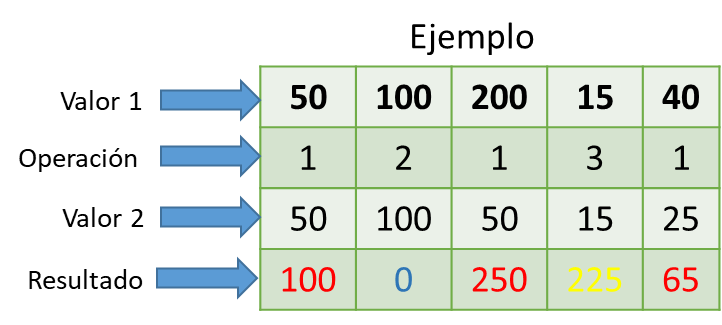 Ejemplo
Valor 1 50 100 200 15 40
Operación 1 2 1 3 1
Valor 2 50 100 50 15 25
Resultado 100 0 250 225 65